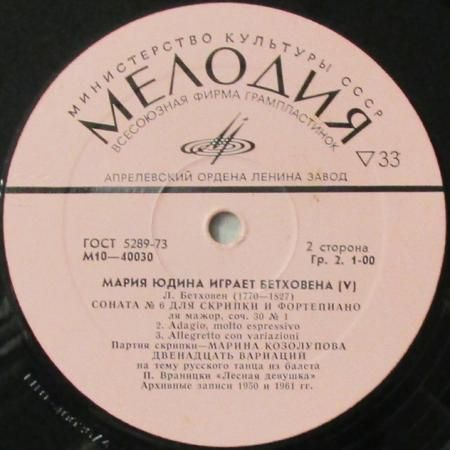 МИНИСТЕРСТВО КУЛЬТУРЫ СССР
МЕЛОДИЯ
ВСЕСОЮЗНАЯ ФИРМА ГРАМПЛАСТИНОК
▽33
АПРЕЛЕВСКИЙ ОРДЕНА ЛЕНИНА ЗАВОД
ГОСТ 5289-73
М10—40030
2 сторона
Гр. 2. 1-00
МАРИЯ ЮДИНА ИГРАЕТ БЕТХОВЕНА (V)
Л. Бетховен (1770—1827)
СОНАТА № 6 ДЛЯ СКРИПКИ И ФОРТЕПИАНО
ля мажор, соч. 30 № 1
2. Adagio, molto espressivo
3. Allegretto con variazioni
Партия скрипки—МАРИНА КОЗОЛУПОВА
ДВЕНАДЦАТЬ ВАРИАЦИЙ
на тему русского танца из балета
П. Враницки «Лесная девушка»
Архивные записи 1950 и 1961 гг.